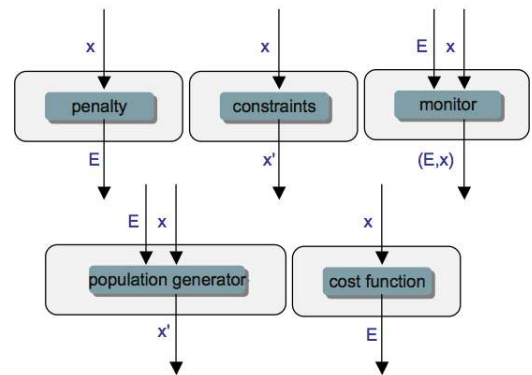 x x E x
penalty constraints monitor
E x' (E,x)
E x x
population generator cost function
x' E